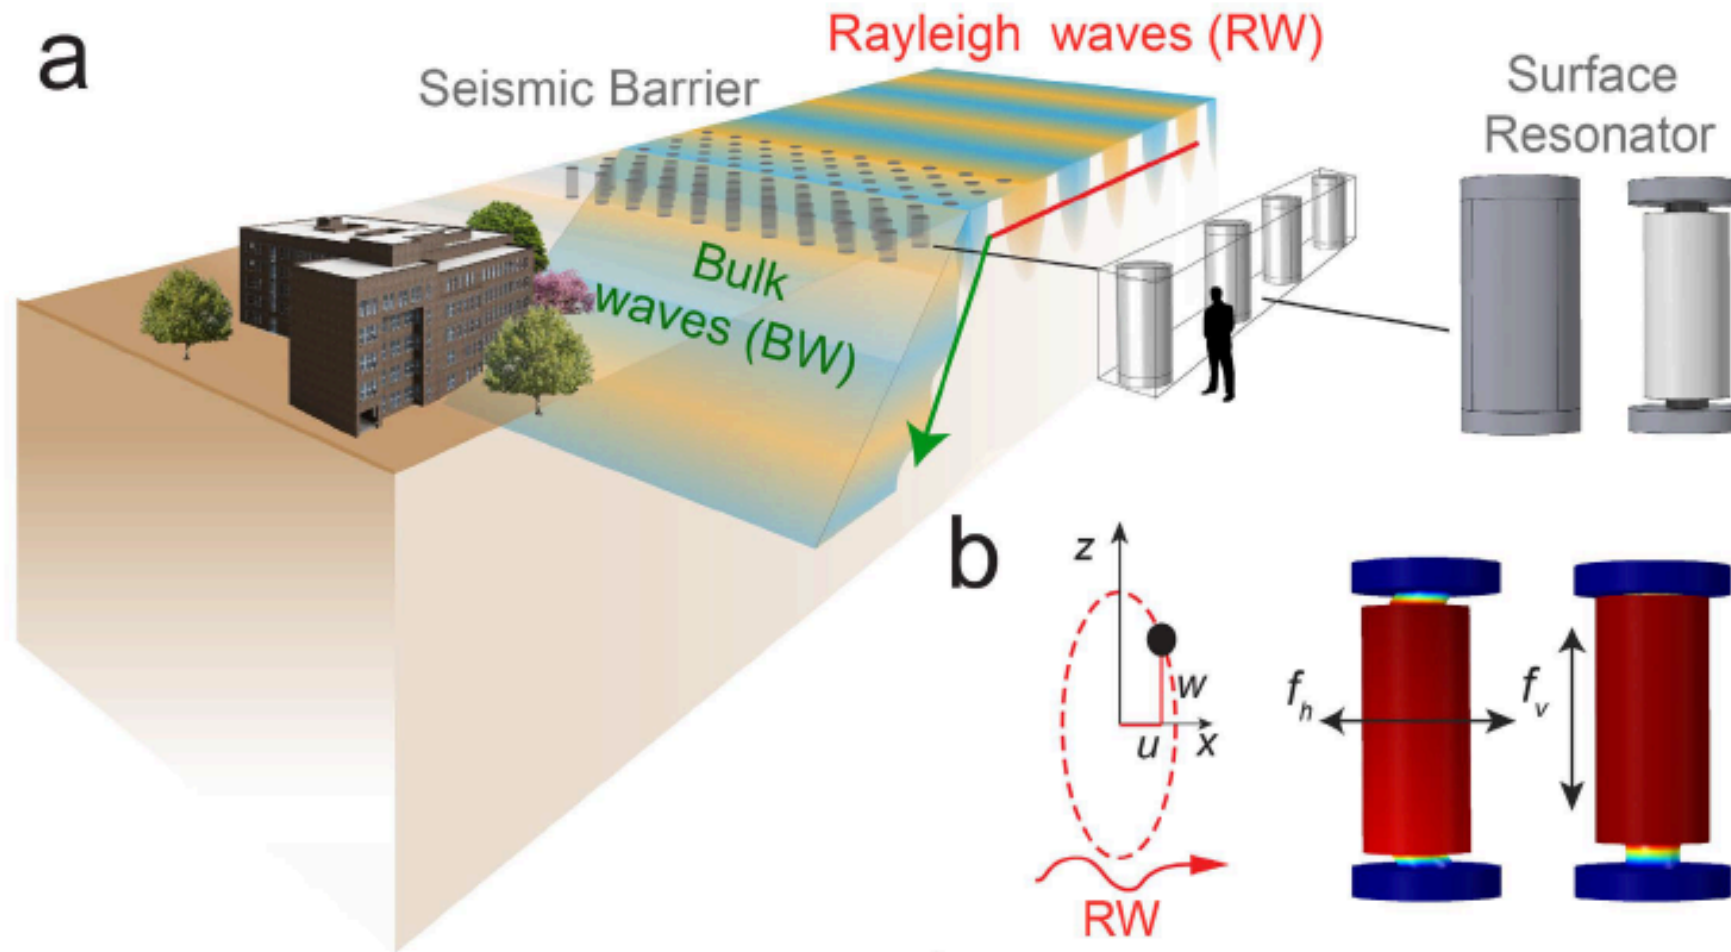 a
Rayleigh waves (RW)
Seismic Barrier
Surface
Resonator
Bulk
waves (BW)
b
z
w
u
x
RW
f_h
f_v